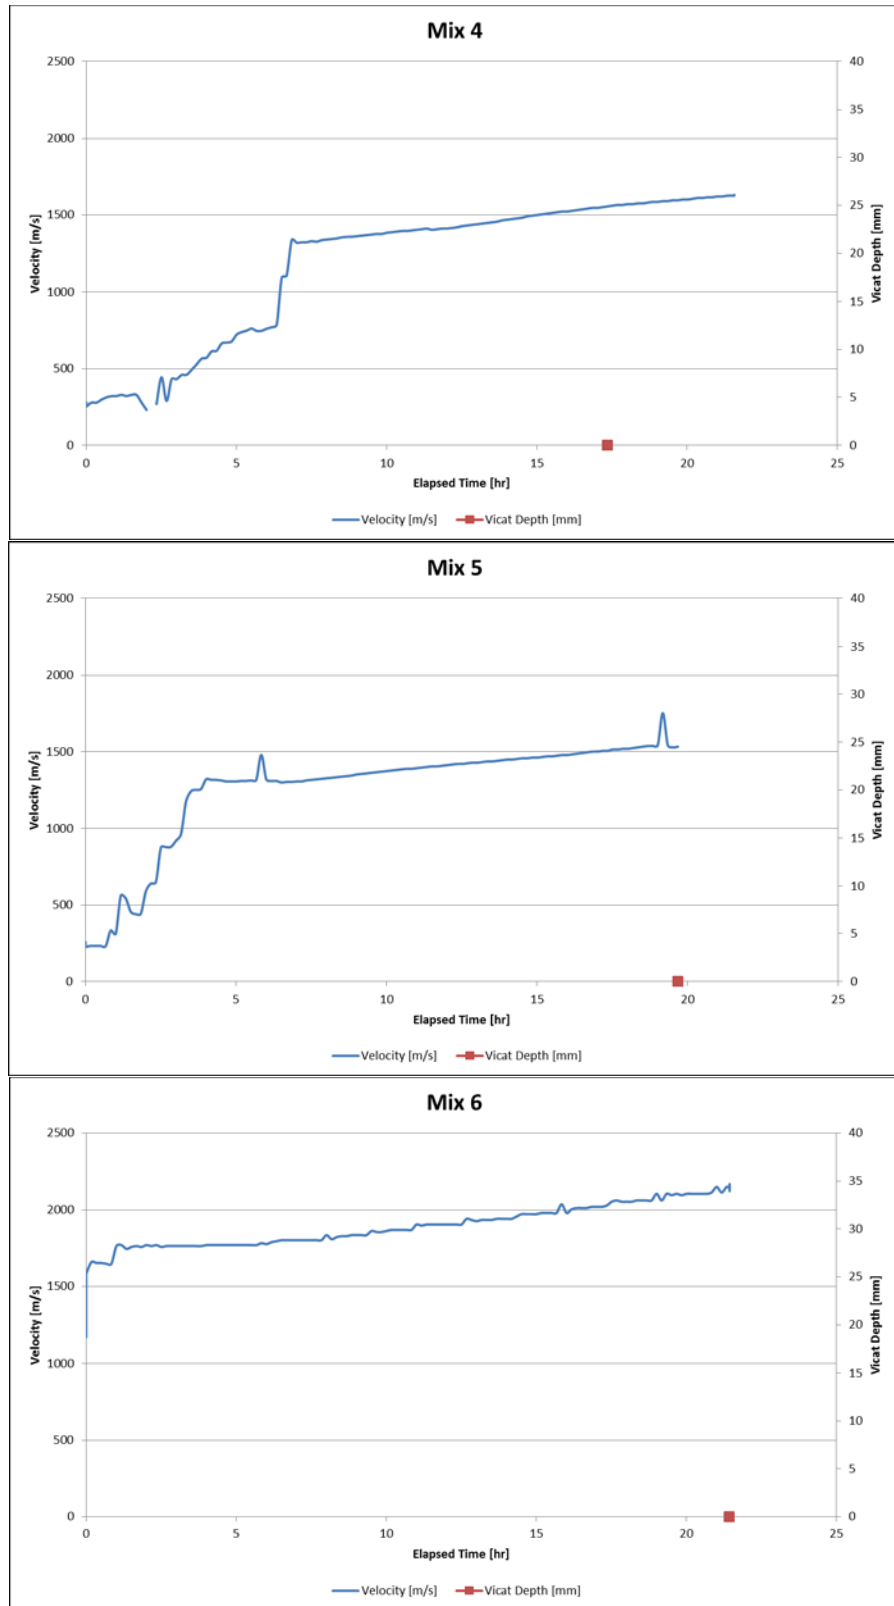 Mix 4
2500
2000
1500
1000
500
0
40
35
30
25
20
15
10
5
0
Velocity [m/s]
Vicat Depth [mm]
0 5 10 15 20 25
Elapsed Time [hr]
Velocity [m/s] Vicat Depth [mm]
Mix 5
2500
2000
1500
1000
500
0
40
35
30
25
20
15
10
5
0
Velocity [m/s]
Vicat Depth [mm]
0 5 10 15 20 25
Elapsed Time [hr]
Velocity [m/s] Vicat Depth [mm]
Mix 6
2500
2000
1500
1000
500
0
40
35
30
25
20
15
10
5
0
Velocity [m/s]
Vicat Depth [mm]
0 5 10 15 20 25
Elapsed Time [hr]
Velocity [m/s] Vicat Depth [mm]